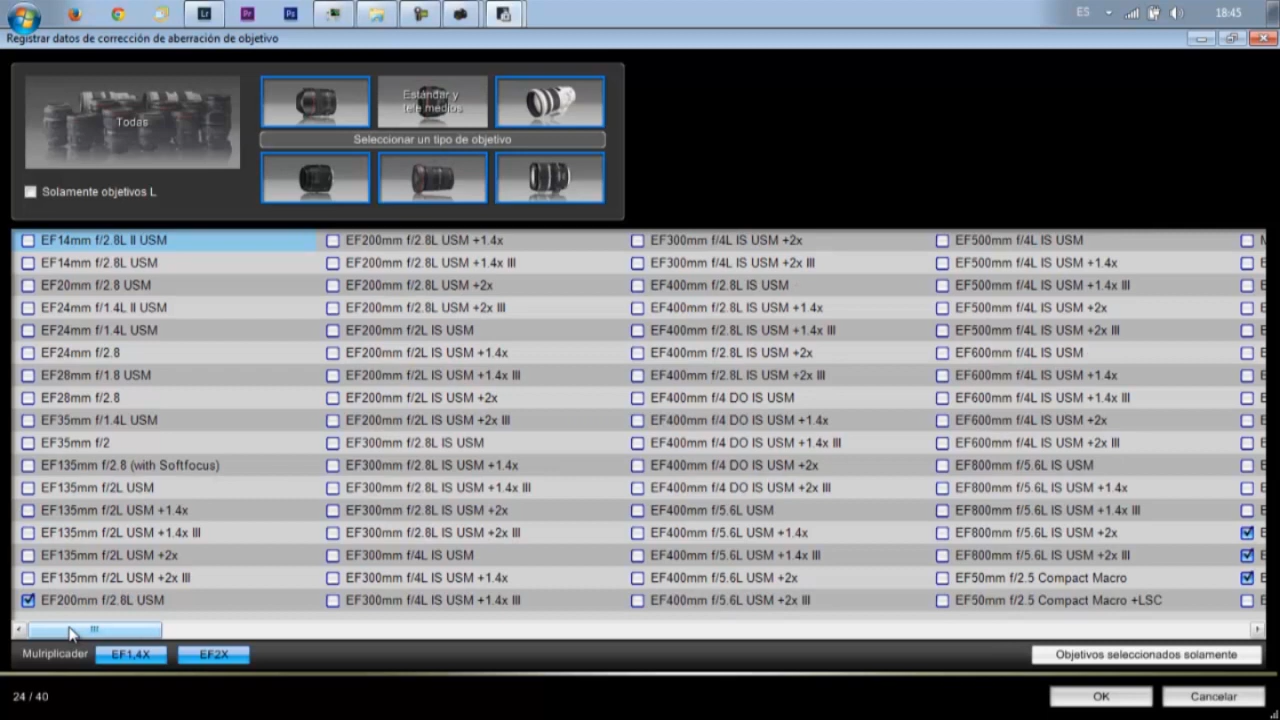 Lr Pr Ps ES 18:45
Registrar datos de corrección de aberración de objetivo
Todas
Estándar y
tele medios
Seleccionar un tipo de objetivo
Solamente objetivos L
EF14mm f/2.8L II USM EF200mm f/2.8L USM +1.4x EF300mm f/4L IS USM +2x EF500mm f/4L IS USM
EF14mm f/2.8L USM EF200mm f/2.8L USM +1.4x III EF300mm f/4L IS USM +2x III EF500mm f/4L IS USM +1.4x
EF20mm f/2.8 USM EF200mm f/2.8L USM +2x EF400mm f/2.8L IS USM EF500mm f/4L IS USM +1.4x III
EF24mm f/1.4L II USM EF200mm f/2.8L USM +2x III EF400mm f/2.8L IS USM +1.4x EF500mm f/4L IS USM +2x
EF24mm f/1.4L USM EF200mm f/2L IS USM EF400mm f/2.8L IS USM +1.4x III EF500mm f/4L IS USM +2x III
EF24mm f/2.8 EF200mm f/2L IS USM +1.4x EF400mm f/2.8L IS USM +2x EF600mm f/4L IS USM
EF28mm f/1.8 USM EF200mm f/2L IS USM +1.4x III EF400mm f/2.8L IS USM +2x III EF600mm f/4L IS USM +1.4x
EF28mm f/2.8 EF200mm f/2L IS USM +2x EF400mm f/4 DO IS USM EF600mm f/4L IS USM +1.4x III
EF35mm f/1.4L USM EF200mm f/2L IS USM +2x III EF400mm f/4 DO IS USM +1.4x EF600mm f/4L IS USM +2x
EF35mm f/2 EF300mm f/2.8L IS USM EF400mm f/4 DO IS USM +1.4x III EF600mm f/4L IS USM +2x III
EF135mm f/2.8 (with Softfocus) EF300mm f/2.8L IS USM +1.4x EF400mm f/4 DO IS USM +2x EF800mm f/5.6L IS USM
EF135mm f/2L USM EF300mm f/2.8L IS USM +1.4x III EF400mm f/4 DO IS USM +2x III EF800mm f/5.6L IS USM +1.4x
EF135mm f/2L USM +1.4x EF300mm f/2.8L IS USM +2x EF400mm f/5.6L USM EF800mm f/5.6L IS USM +1.4x III
EF135mm f/2L USM +1.4x III EF300mm f/2.8L IS USM +2x III EF400mm f/5.6L USM +1.4x EF800mm f/5.6L IS USM +2x
EF135mm f/2L USM +2x EF300mm f/4L IS USM EF400mm f/5.6L USM +1.4x III EF800mm f/5.6L IS USM +2x III
EF135mm f/2L USM +2x III EF300mm f/4L IS USM +1.4x EF400mm f/5.6L USM +2x EF50mm f/2.5 Compact Macro
EF200mm f/2.8L USM EF300mm f/4L IS USM +1.4x III EF400mm f/5.6L USM +2x III EF50mm f/2.5 Compact Macro +LSC
Mulriplicador EF1,4X EF2X Objetivos seleccionados solamente
24 / 40 OK Cancelar